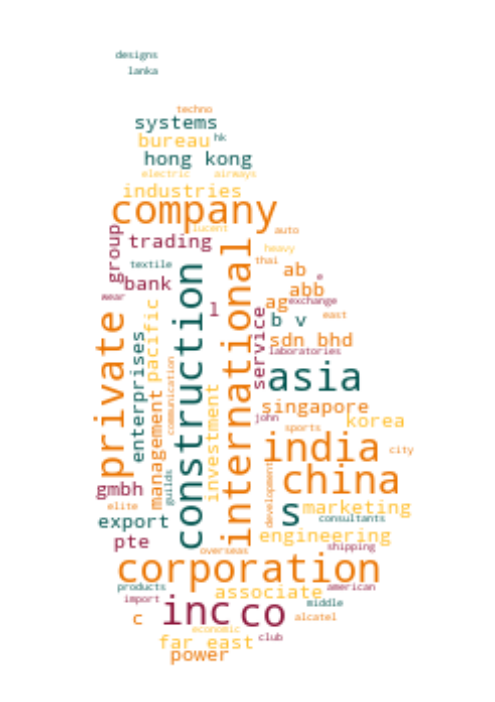 designs
lanka
techno
systems
bureau hk
hong kong
electric airways
industries
company
lucent auto
group trading
heavy
textile thai
bank ab
abb
wear l ag exchange
pacific b v east
construction
international
private
service
sdn bhd
enterprises laboratories
communication
asia
management
investment
singapore
john korea
sports
india city
china
gmbh
guilds
development
elite s marketing
export consultants
pte engineering
overseas shipping
corporation
products associate american
import inc co middle
c alcatel
economic club
far east
power